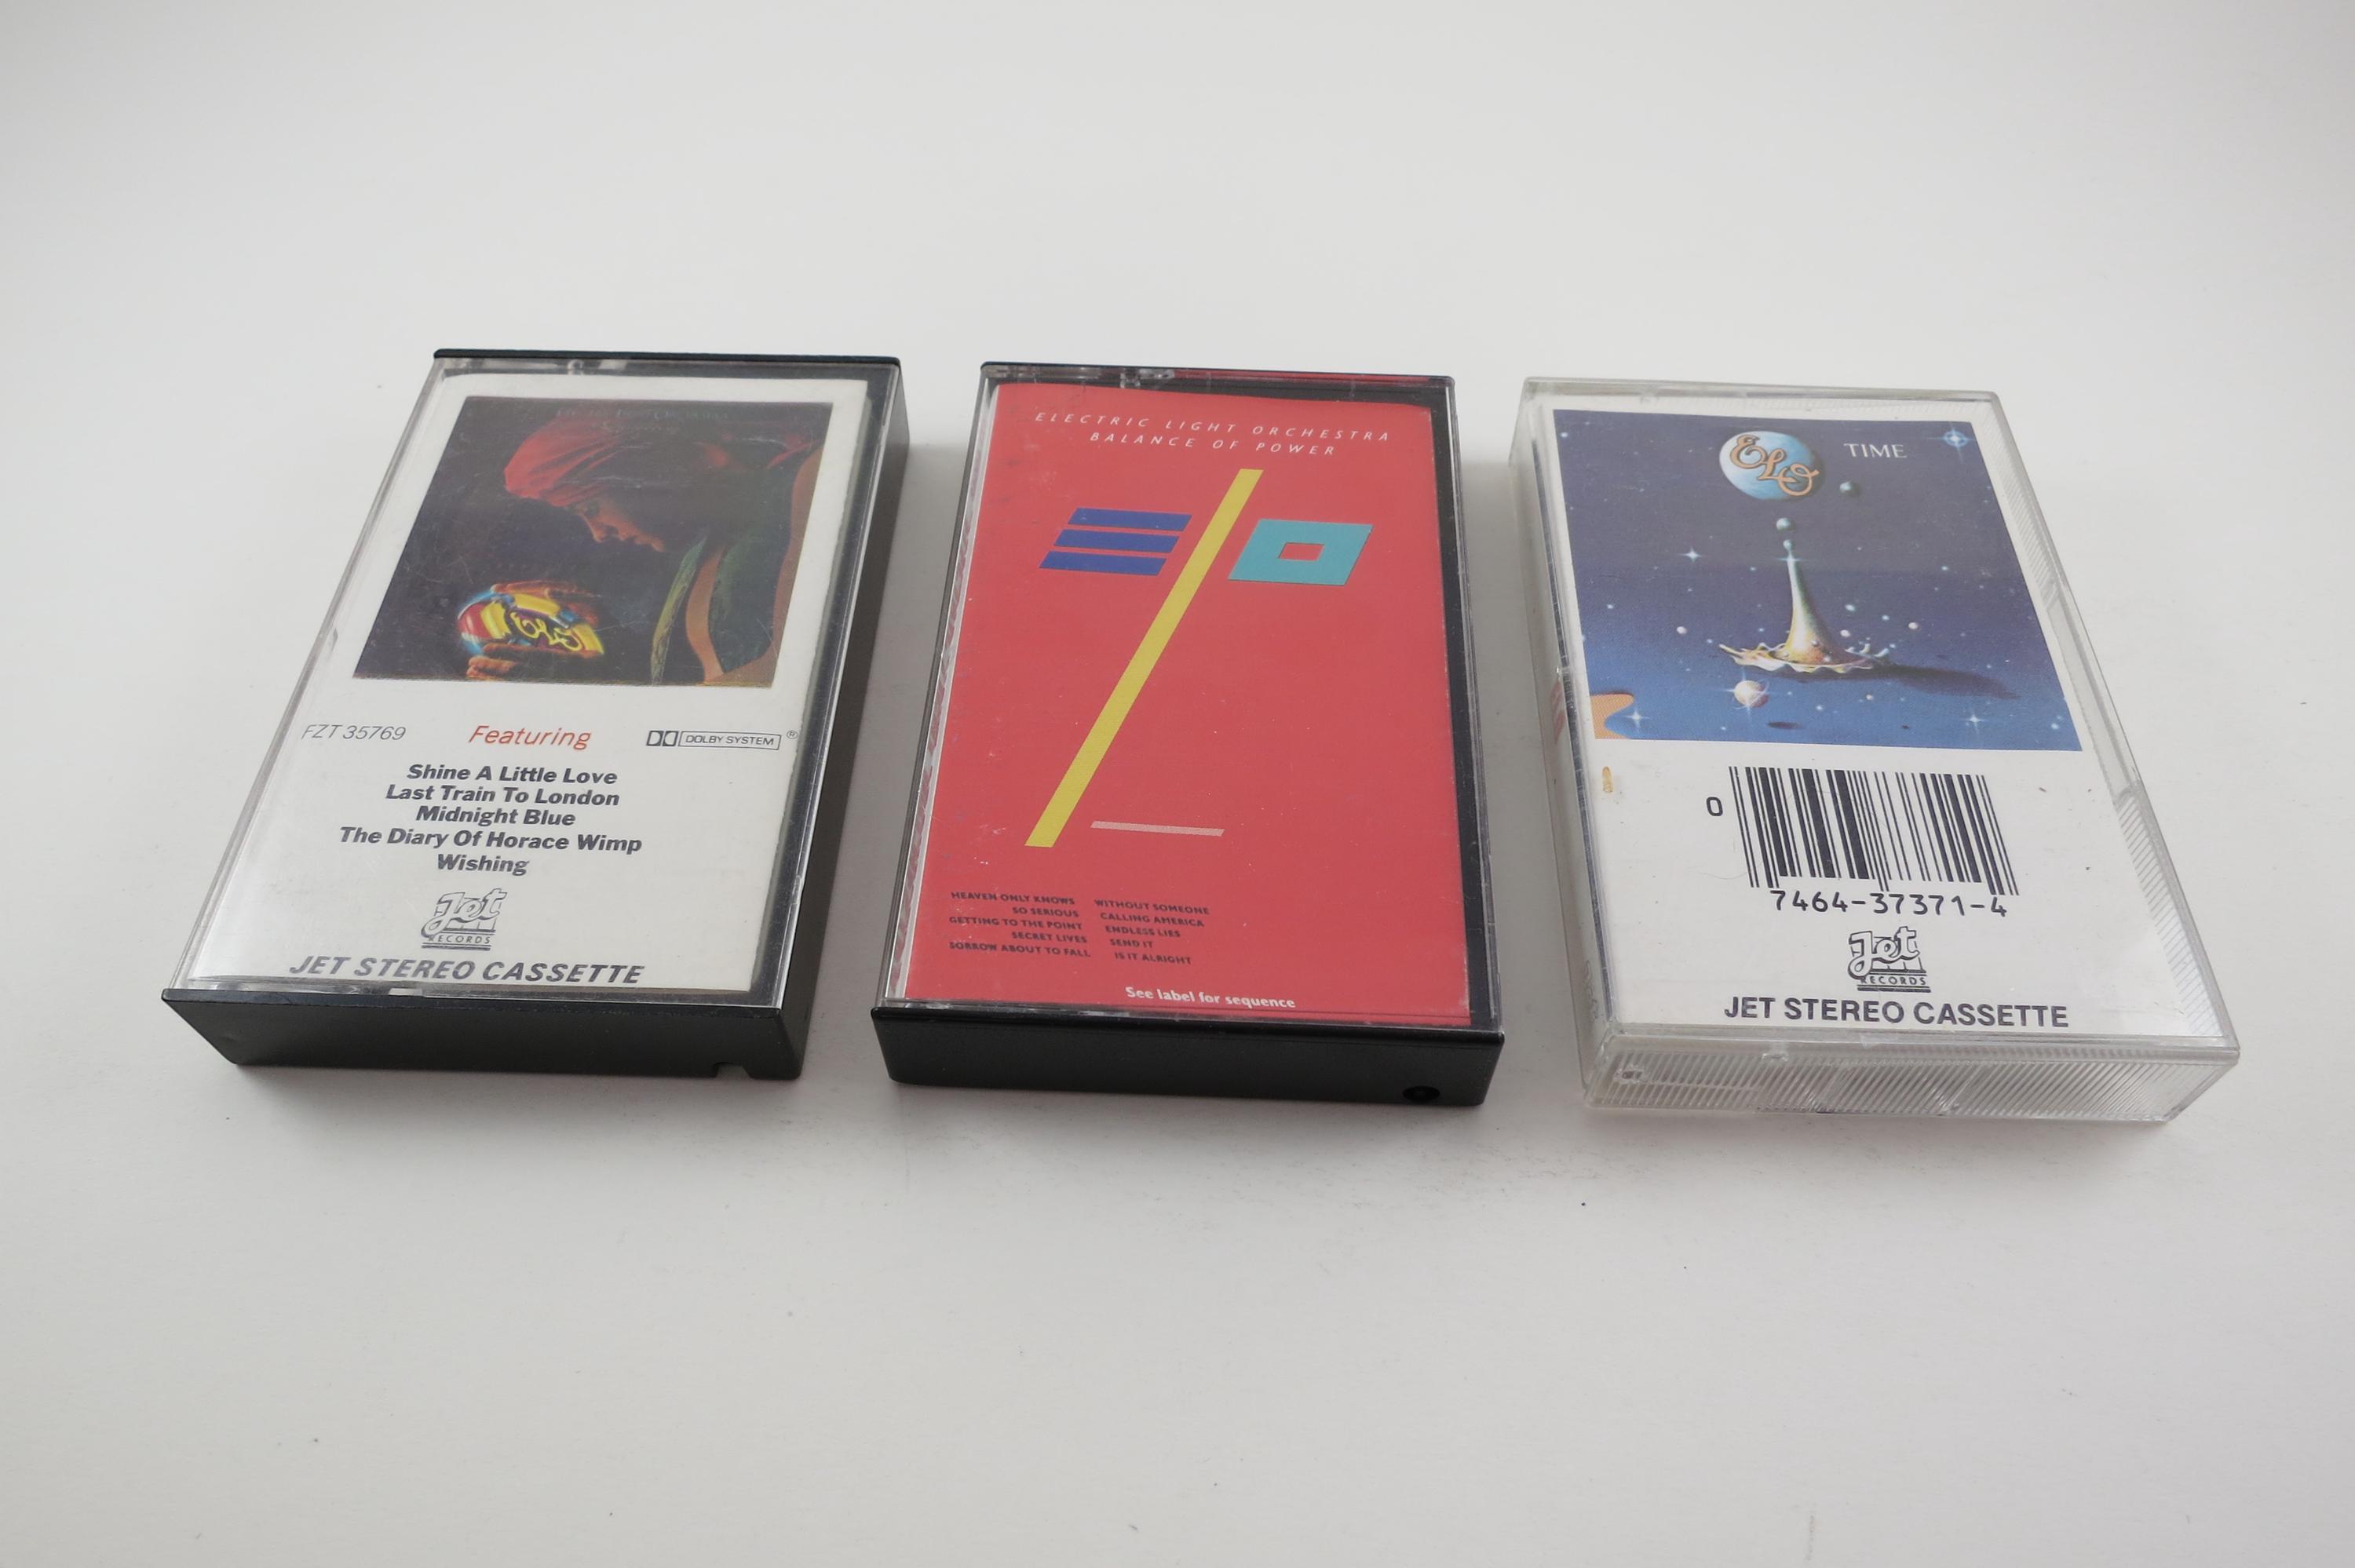 ELO
FZT 35769
Featuring
DOLBY SYSTEM ®
Shine A Little Love
Last Train To London
Midnight Blue
The Diary Of Horace Wimp
Wishing
Jet
RECORDS
JET STEREO CASSETTE
ELECTRIC LIGHT ORCHESTRA
BALANCE OF POWER
HEAVEN ONLY KNOWS
SO SERIOUS
GETTING TO THE POINT
SECRET LIVES
SORROW ABOUT TO FALL
WITHOUT SOMEONE
CALLING AMERICA
ENDLESS LIES
SEND IT
IS IT ALRIGHT
See label for sequence
ELO
TIME
0
7464-37371-4
Jet
RECORDS
JET STEREO CASSETTE